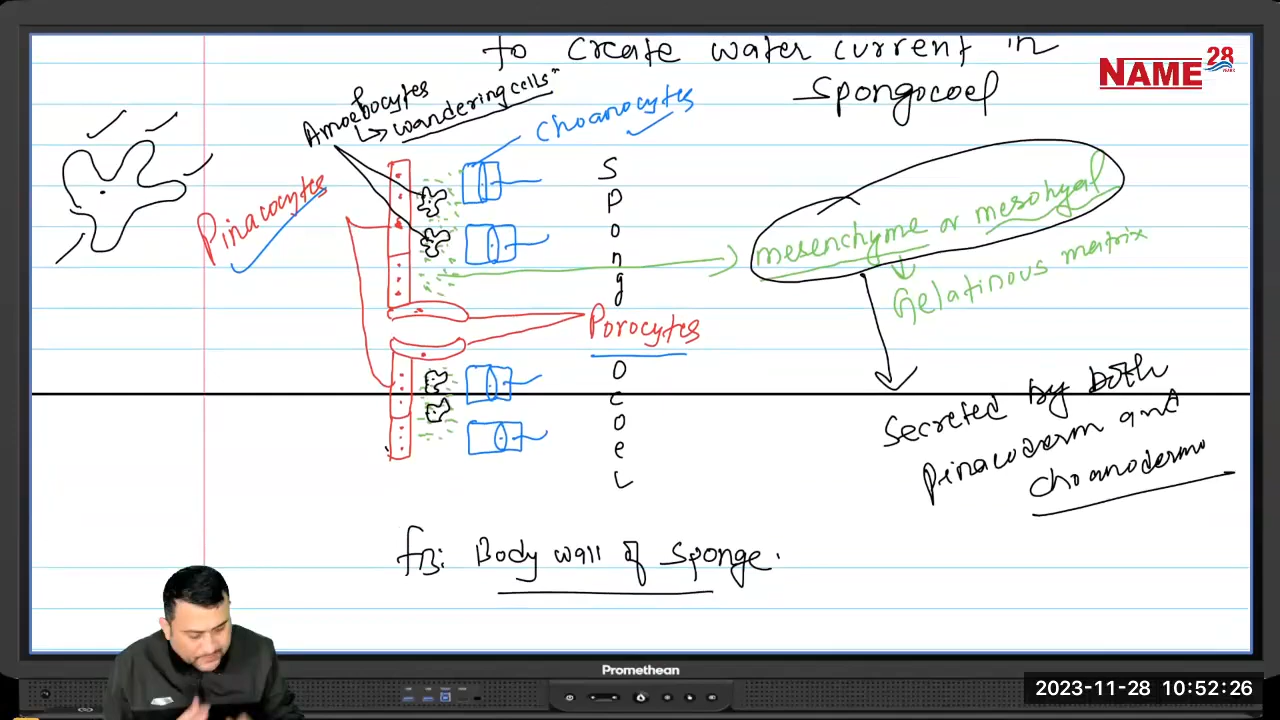 to create water current in
Spongocoel
NAME 28
Amoebocytes
wandering cells"
Choanocytes
Pinacocytes
S
P
o
n
g
O
c
o
e
L
mesenchyme or mesohyal
Gelatinous matrix
Porocytes
Secreted by both
pinacoderm and
choanoderm
Body wall of Sponge.
Promethean
2023-11-28 10:52:26